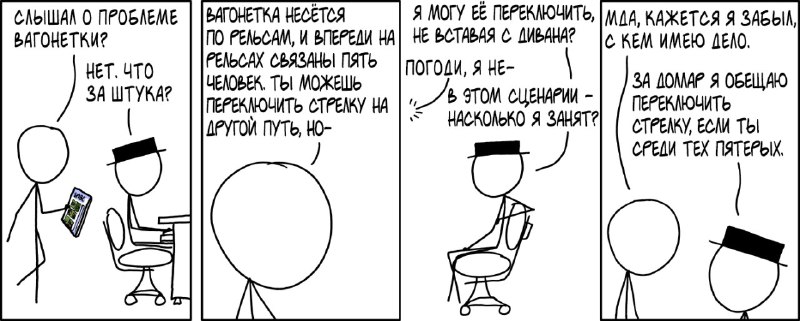 СЛЫШАЛ О ПРОБЛЕМЕ
ВАГОНЕТКИ?
НЕТ. ЧТО
ЗА ШТУКА?
ВАГОНЕТКА НЕСЁТСЯ
ПО РЕЛЬСАМ, И ВПЕРЕДИ НА
РЕЛЬСАХ СВЯЗАНЫ ПЯТЬ
ЧЕЛОВЕК. ТЫ МОЖЕШЬ
ПЕРЕКЛЮЧИТЬ СТРЕЛКУ НА
ДРУГОЙ ПУТЬ, НО-
Я МОГУ ЕЁ ПЕРЕКЛЮЧИТЬ,
НЕ ВСТАВАЯ С ДИВАНА?
ПОГОДИ, Я НЕ-
В ЭТОМ СЦЕНАРИИ -
НАСКОЛЬКО Я ЗАНЯТ?
МДА, КАЖЕТСЯ Я ЗАБЫЛ,
С КЕМ ИМЕЮ ДЕЛО.
ЗА ДОЛЛАР Я ОБЕЩАЮ
ПЕРЕКЛЮЧИТЬ
СТРЕЛКУ, ЕСЛИ ТЫ
СРЕДИ ТЕХ ПЯТЕРЫХ.